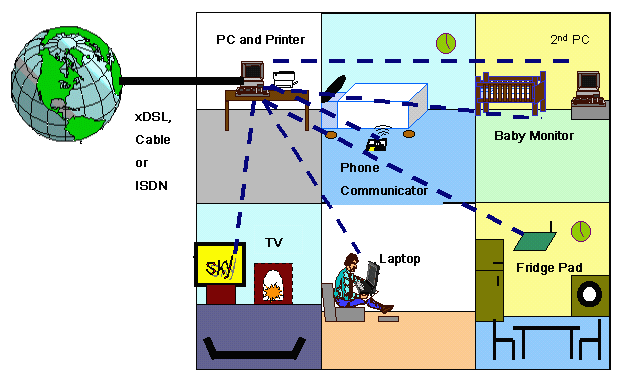 PC and Printer
2nd PC
xDSL,
Cable
or
ISDN
Baby Monitor
Phone
Communicator
TV
sky
Laptop
Fridge Pad